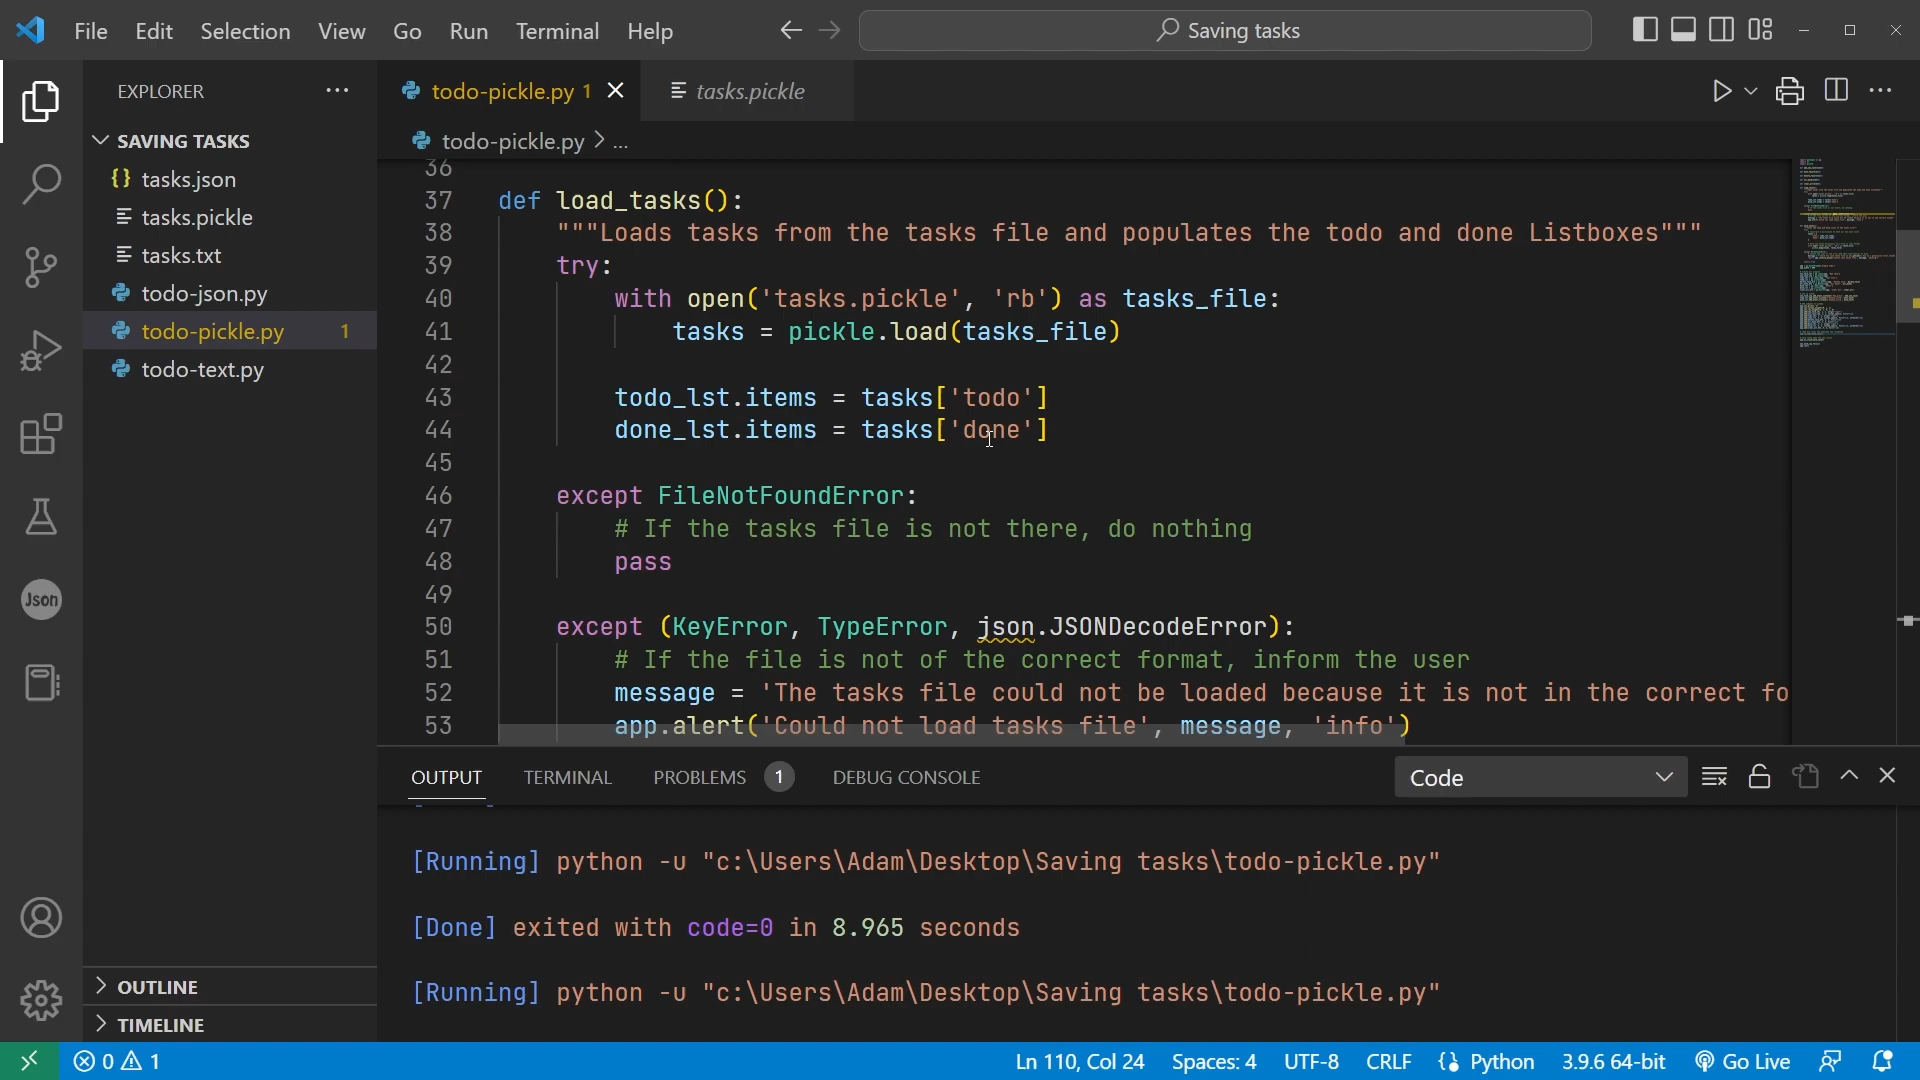 File Edit Selection View Go Run Terminal Help
Saving tasks
EXPLORER
SAVING TASKS
{} tasks.json
tasks.pickle
tasks.txt
todo-json.py
todo-pickle.py 1
todo-text.py
OUTLINE
TIMELINE
Json
todo-pickle.py 1
tasks.pickle
todo-pickle.py > ...
36
37 def load_tasks():
38 """Loads tasks from the tasks file and populates the todo and done Listboxes"""
39 try:
40 with open('tasks.pickle', 'rb') as tasks_file:
41 tasks = pickle.load(tasks_file)
42
43 todo_lst.items = tasks['todo']
44 done_lst.items = tasks['done']
45
46 except FileNotFoundError:
47 # If the tasks file is not there, do nothing
48 pass
49
50 except (KeyError, TypeError, json.JSONDecodeError):
51 # If the file is not of the correct format, inform the user
52 message = 'The tasks file could not be loaded because it is not in the correct fo
53 app.alert('Could not load tasks file', message, 'info')
OUTPUT TERMINAL PROBLEMS 1 DEBUG CONSOLE Code
[Running] python -u "c:\Users\Adam\Desktop\Saving tasks\todo-pickle.py"
[Done] exited with code=0 in 8.965 seconds
[Running] python -u "c:\Users\Adam\Desktop\Saving tasks\todo-pickle.py"
0 1 Ln 110, Col 24 Spaces: 4 UTF-8 CRLF Python 3.9.6 64-bit Go Live